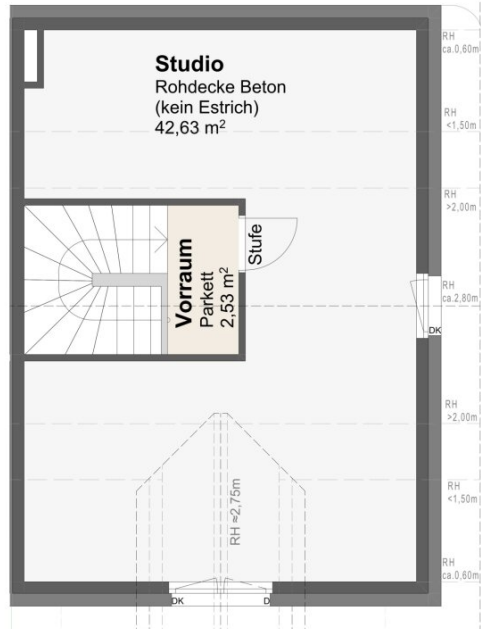 Studio
Rohdecke Beton
(kein Estrich)
42,63 m²
Vorraum
Parkett
2,53 m²
Stufe
RH ≈2,75m
DK
D
DK
RH
ca.0,60m
RH
<1,50m
RH
>2,00m
RH
ca.2,80m
RH
>2,00m
RH
<1,50m
RH
ca.0,60m